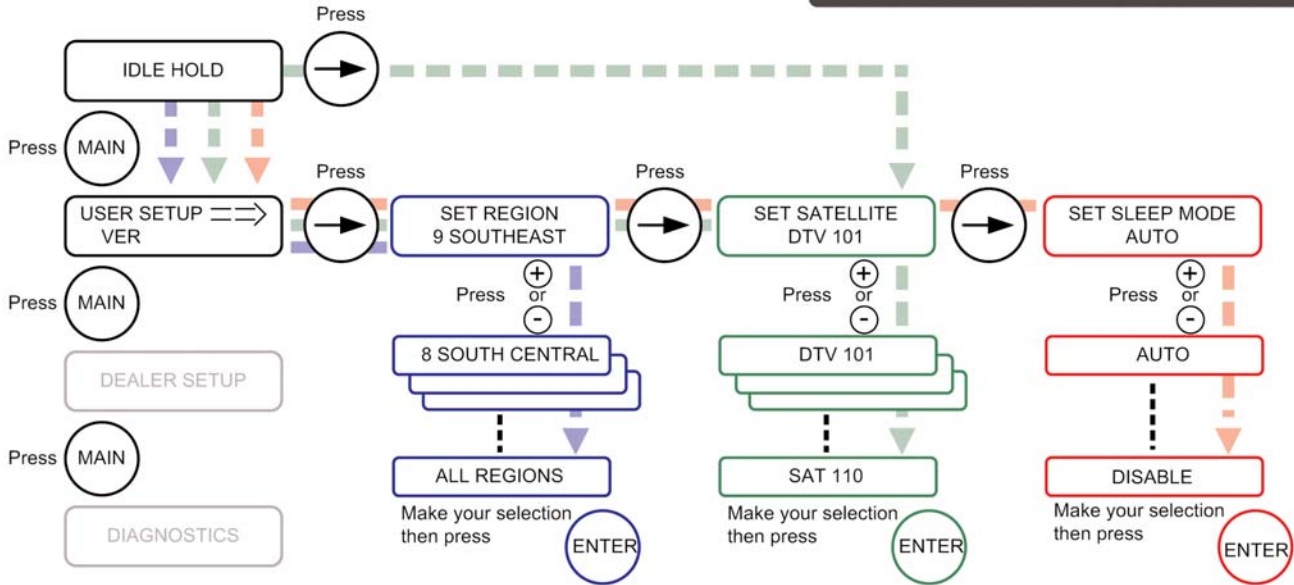 Press
IDLE HOLD
Press
MAIN
Press
Press
Press
USER SETUP
VER
SET REGION
9 SOUTHEAST
SET SATELLITE
DTV 101
SET SLEEP MODE
AUTO
Press
MAIN
Press
+
or
-
Press
+
or
-
Press
+
or
-
8 SOUTH CENTRAL
DTV 101
AUTO
DEALER SETUP
Press
MAIN
ALL REGIONS
SAT 110
DISABLE
Make your selection
then press
ENTER
Make your selection
then press
ENTER
Make your selection
then press
ENTER
DIAGNOSTICS